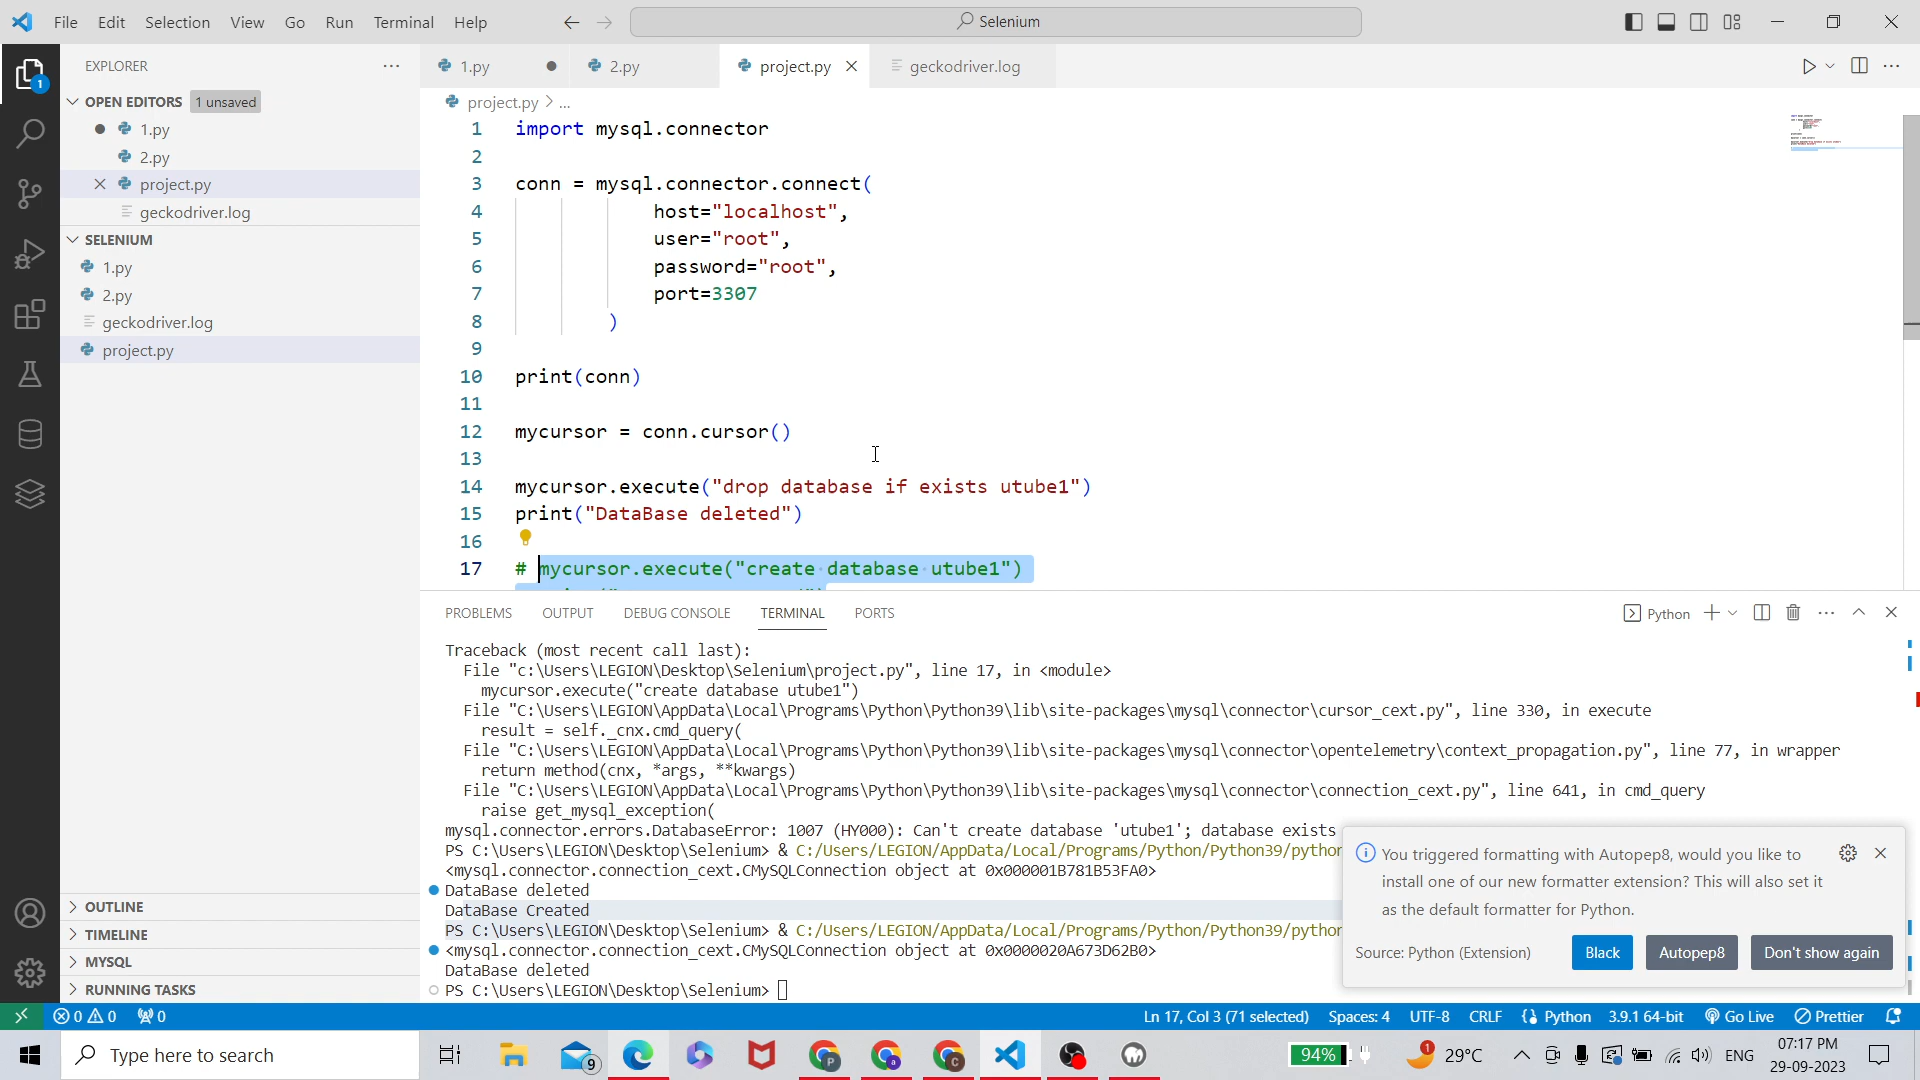 File Edit Selection View Go Run Terminal Help
Selenium
EXPLORER
OPEN EDITORS 1 unsaved
1.py
2.py
project.py
geckodriver.log
SELENIUM
1.py
2.py
geckodriver.log
project.py
OUTLINE
TIMELINE
MYSQL
RUNNING TASKS
1.py 2.py project.py geckodriver.log
project.py > ...
1 import mysql.connector
2
3 conn = mysql.connector.connect(
4 host="localhost",
5 user="root",
6 password="root",
7 port=3307
8 )
9
10 print(conn)
11
12 mycursor = conn.cursor()
13
14 mycursor.execute("drop database if exists utube1")
15 print("DataBase deleted")
16
17 # mycursor.execute("create database utube1")
PROBLEMS OUTPUT DEBUG CONSOLE TERMINAL PORTS
Python
Traceback (most recent call last):
File "c:\Users\LEGION\Desktop\Selenium\project.py", line 17, in <module>
mycursor.execute("create database utube1")
File "C:\Users\LEGION\AppData\Local\Programs\Python\Python39\lib\site-packages\mysql\connector\cursor_cext.py", line 330, in execute
result = self._cnx.cmd_query(
File "C:\Users\LEGION\AppData\Local\Programs\Python\Python39\lib\site-packages\mysql\connector\opentelemetry\context_propagation.py", line 77, in wrapper
return method(cnx, *args, **kwargs)
File "C:\Users\LEGION\AppData\Local\Programs\Python\Python39\lib\site-packages\mysql\connector\connection_cext.py", line 641, in cmd_query
raise get_mysql_exception(
mysql.connector.errors.DatabaseError: 1007 (HY000): Can't create database 'utube1'; database exists
PS C:\Users\LEGION\Desktop\Selenium> & C:/Users/LEGION/AppData/Local/Programs/Python/Python39/python
<mysql.connector.connection_cext.CMySQLConnection object at 0x000001B781B53FA0>
DataBase deleted
DataBase Created
PS C:\Users\LEGION\Desktop\Selenium> & C:/Users/LEGION/AppData/Local/Programs/Python/Python39/python
<mysql.connector.connection_cext.CMySQLConnection object at 0x0000020A673D62B0>
DataBase deleted
PS C:\Users\LEGION\Desktop\Selenium>
You triggered formatting with Autopep8, would you like to
install one of our new formatter extension? This will also set it
as the default formatter for Python.
Source: Python (Extension) Black Autopep8 Don't show again
0 0 0 Ln 17, Col 3 (71 selected) Spaces: 4 UTF-8 CRLF Python 3.9.1 64-bit Go Live Prettier
Type here to search 9 94% 1 29°C ENG 07:17 PM
29-09-2023